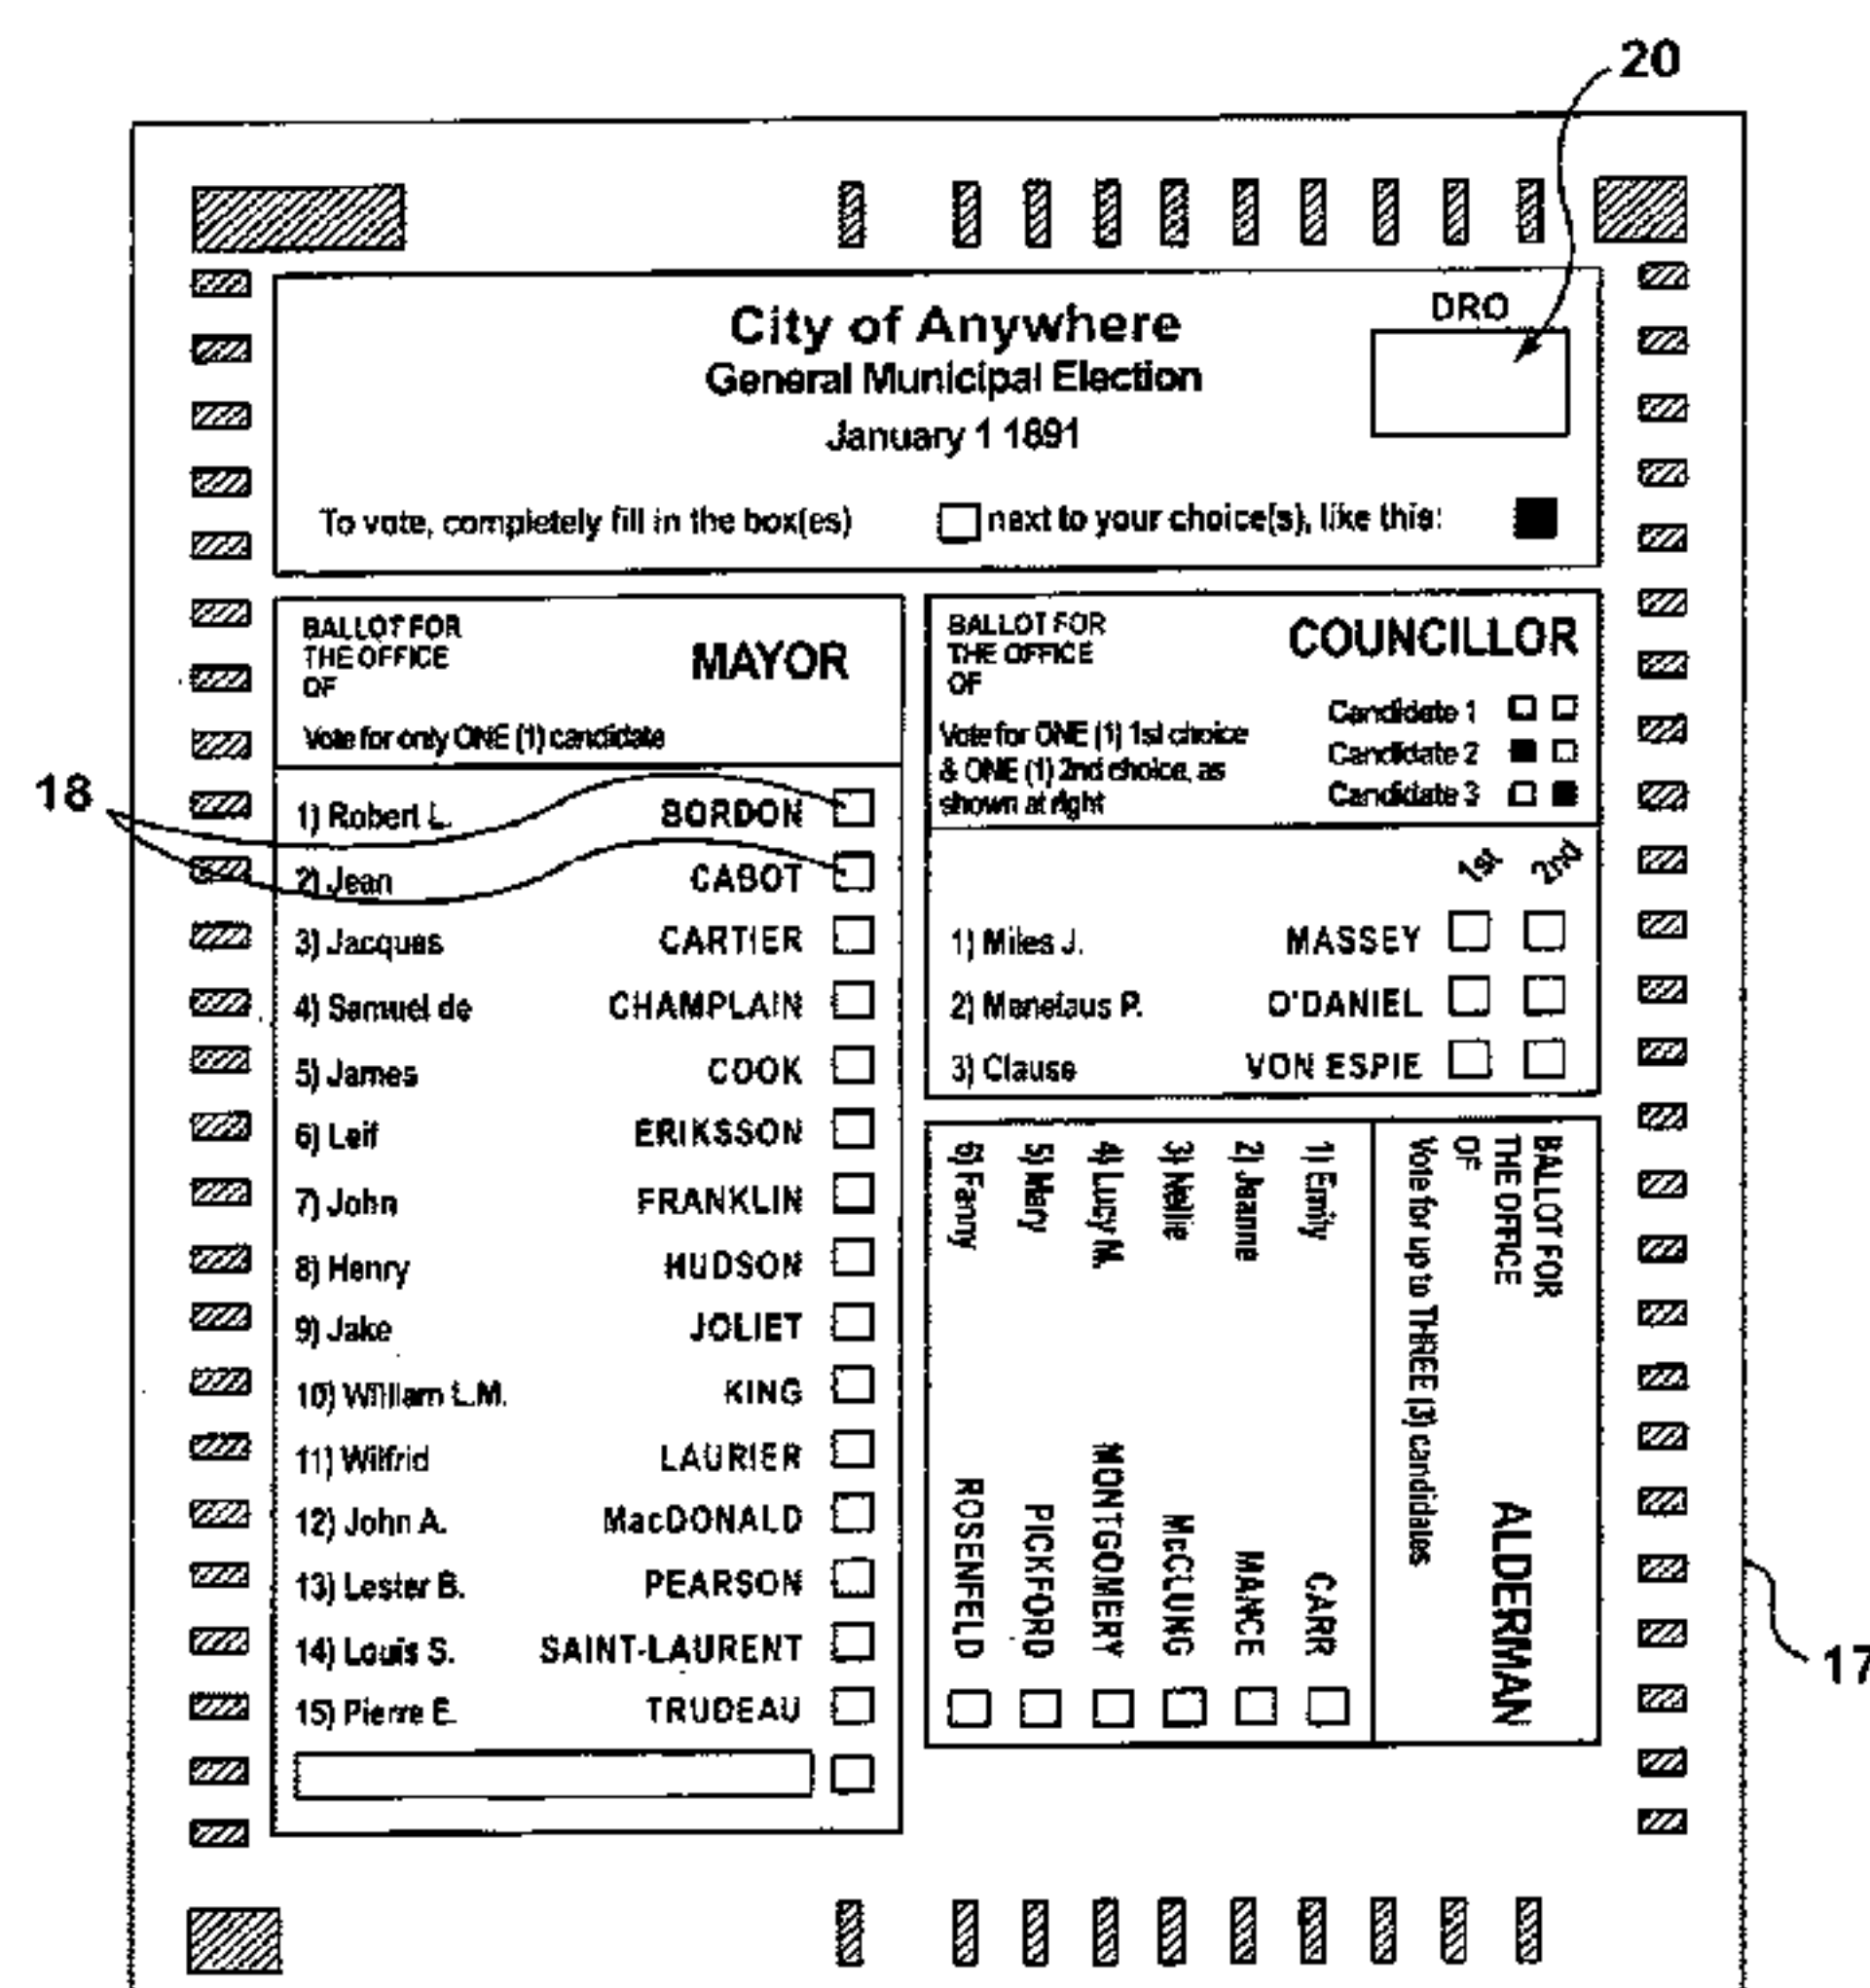 20
DRO
City of Anywhere
General Municipal Election
January 1 1891
To vote, completely fill in the box(es) next to your choice(s), like this:
BALLOT FOR
THE OFFICE
OF
MAYOR
Vote for only ONE (1) candidate
18
1) Robert L. BORDON
2) Jean CABOT
3) Jacques CARTIER
4) Samuel de CHAMPLAIN
5) James COOK
6) Leif ERIKSSON
7) John FRANKLIN
8) Henry HUDSON
9) Jake JOLIET
10) William L.M. KING
11) Wilfrid LAURIER
12) John A. MacDONALD
13) Lester B. PEARSON
14) Louis S. SAINT-LAURENT
15) Pierre E. TRUDEAU
BALLOT FOR
THE OFFICE
OF
COUNCILLOR
Vote for ONE (1) 1st choice
& ONE (1) 2nd choice, as
shown at right
Candidate 1
Candidate 2
Candidate 3
1st 2nd
1) Miles J. MASSEY
2) Menelaus P. O'DANIEL
3) Clause VON ESPIE
BALLOT FOR
THE OFFICE
OF
ALDERMAN
Vote for up to THREE (3) candidates
1) Emily CARR
2) Jeanne MANCE
3) Nellie McCLUNG
4) Lucy M. MONTGOMERY
5) Mary PICKFORD
6) Fanny ROSENFELD
17